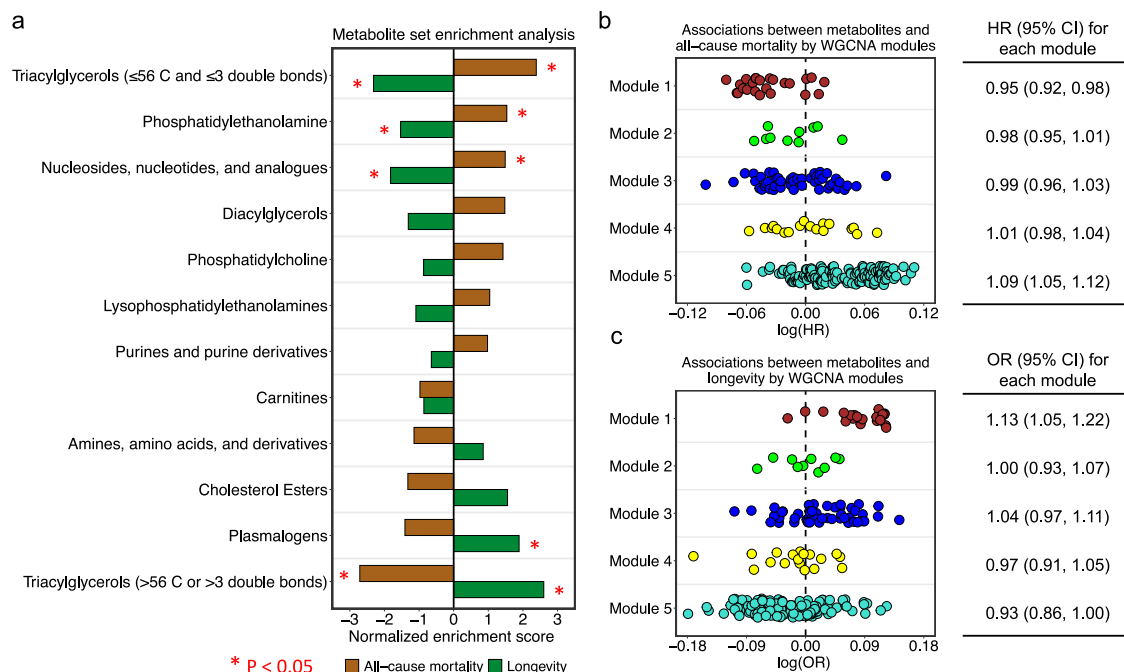 a
Metabolite set enrichment analysis
Triacylglycerols (≤56 C and ≤3 double bonds)
*
*
Phosphatidylethanolamine
*
*
Nucleosides, nucleotides, and analogues
*
*
Diacylglycerols
Phosphatidylcholine
Lysophosphatidylethanolamines
Purines and purine derivatives
Carnitines
Amines, amino acids, and derivatives
Cholesterol Esters
Plasmalogens
*
Triacylglycerols (>56 C or >3 double bonds)
*
*
−3 −2 −1 0 1 2 3
Normalized enrichment score
* P < 0.05
All-cause mortality Longevity
b
Associations between metabolites and
all-cause mortality by WGCNA modules
HR (95% CI) for
each module
Module 1 0.95 (0.92, 0.98)
Module 2 0.98 (0.95, 1.01)
Module 3 0.99 (0.96, 1.03)
Module 4 1.01 (0.98, 1.04)
Module 5 1.09 (1.05, 1.12)
−0.12 −0.06 0.00 0.06 0.12
log(HR)
c
Associations between metabolites and
longevity by WGCNA modules
OR (95% CI) for
each module
Module 1 1.13 (1.05, 1.22)
Module 2 1.00 (0.93, 1.07)
Module 3 1.04 (0.97, 1.11)
Module 4 0.97 (0.91, 1.05)
Module 5 0.93 (0.86, 1.00)
−0.18 −0.09 0.00 0.09 0.18
log(OR)